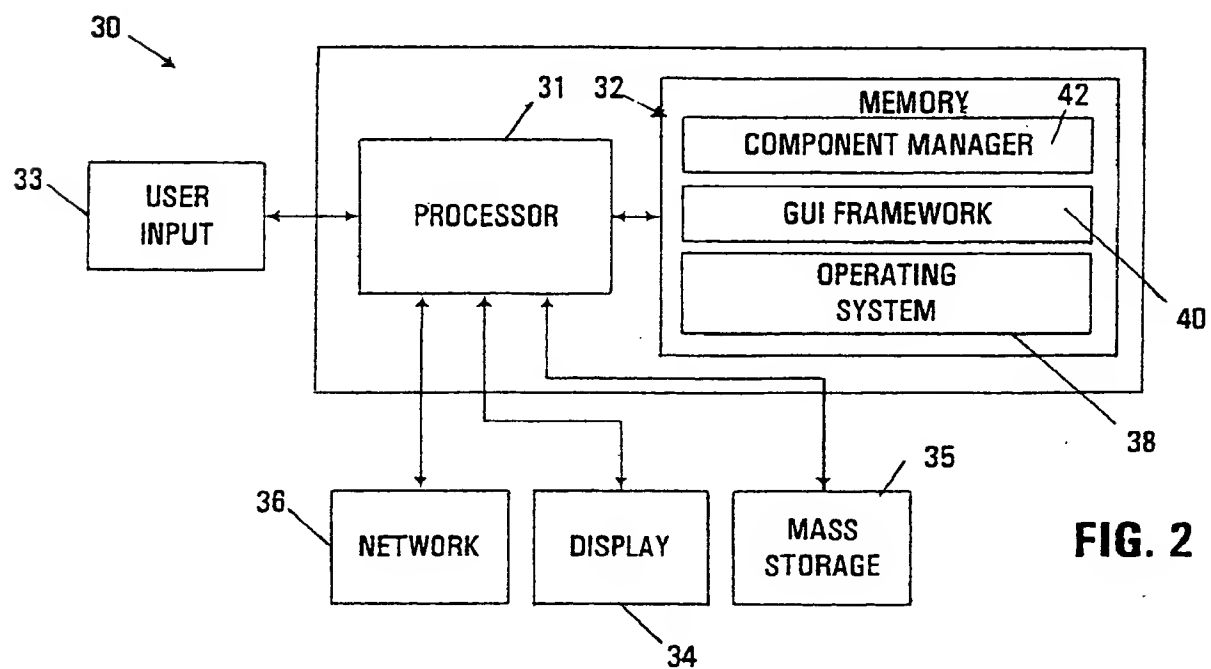 30
31
32
MEMORY
42
COMPONENT MANAGER
33
USER
INPUT
PROCESSOR
GUI FRAMEWORK
OPERATING
SYSTEM
40
38
35
36
NETWORK
DISPLAY
MASS
STORAGE
FIG. 2
34